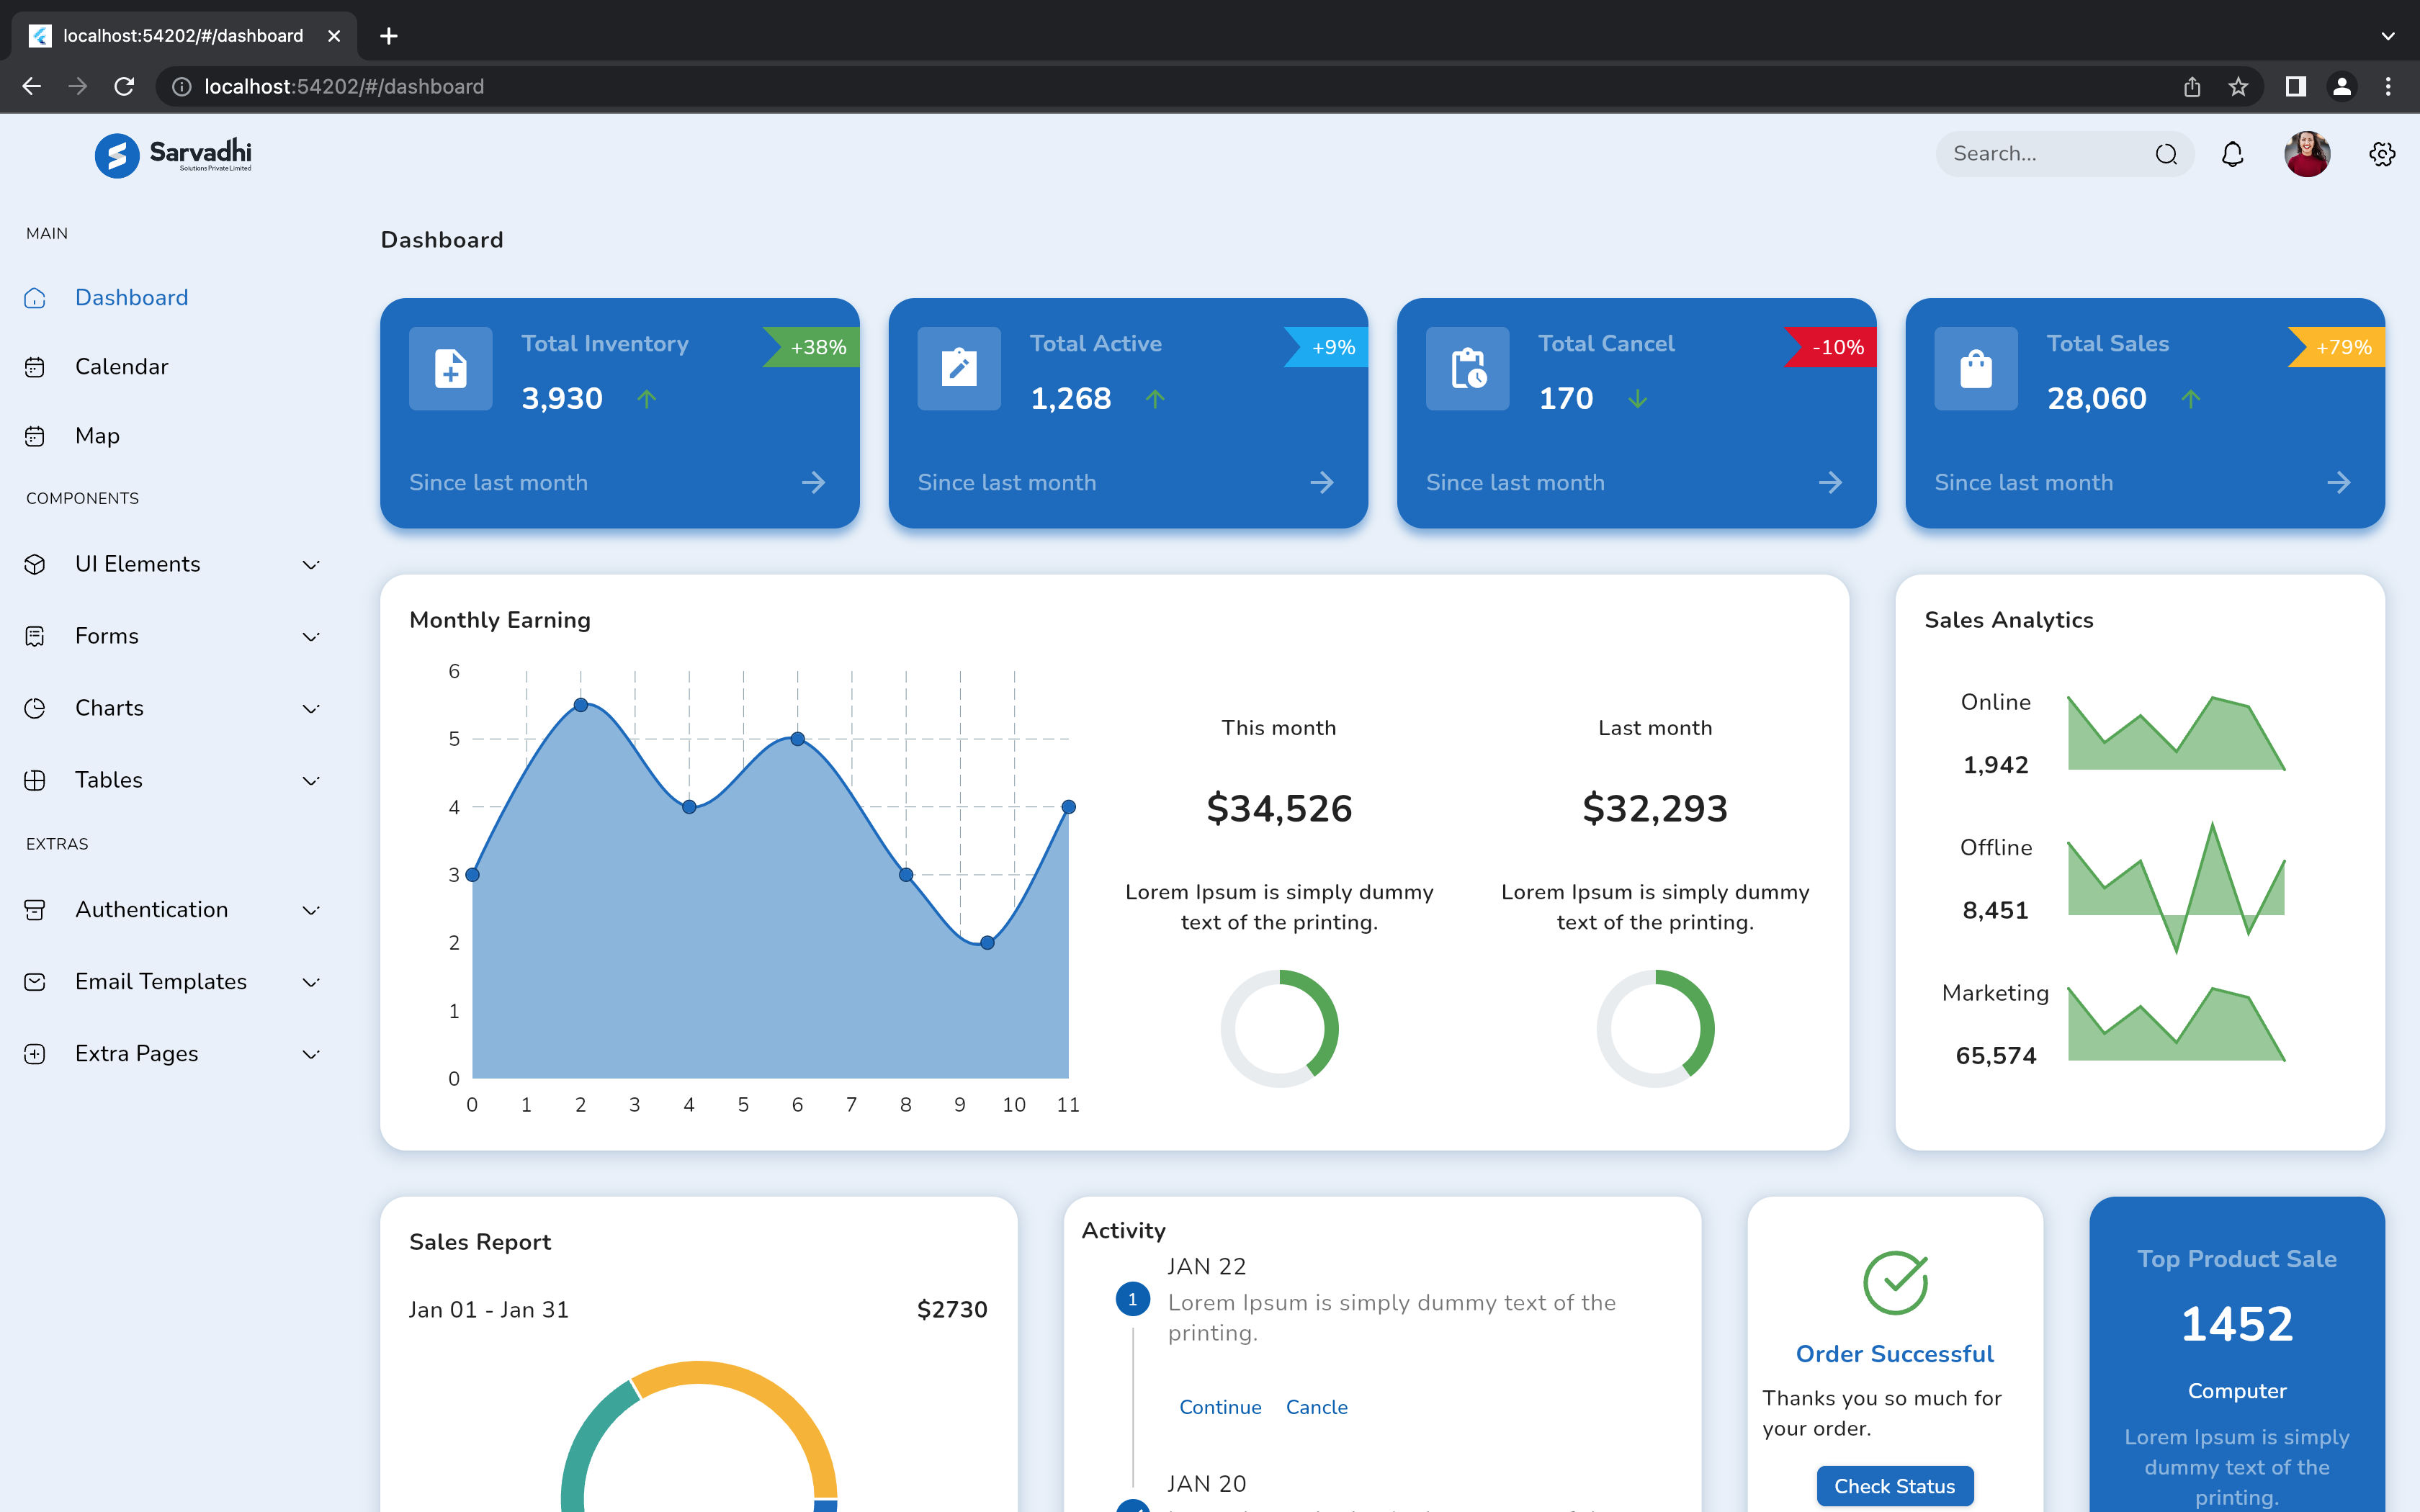 localhost:54202/#/dashboard
localhost:54202/#/dashboard
Sarvadhi
Solutions Private Limited
Search...
MAIN
Dashboard
Calendar
Map
COMPONENTS
UI Elements
Forms
Charts
Tables
EXTRAS
Authentication
Email Templates
Extra Pages
Dashboard
Total Inventory
+38%
3,930
Since last month
Total Active
+9%
1,268
Since last month
Total Cancel
-10%
170
Since last month
Total Sales
+79%
28,060
Since last month
Monthly Earning
6
5
4
3
2
1
0
0 1 2 3 4 5 6 7 8 9 10 11
This month
$34,526
Lorem Ipsum is simply dummy
text of the printing.
Last month
$32,293
Lorem Ipsum is simply dummy
text of the printing.
Sales Analytics
Online
1,942
Offline
8,451
Marketing
65,574
Sales Report
Jan 01 - Jan 31
$2730
Activity
JAN 22
1
Lorem Ipsum is simply dummy text of the
printing.
Continue
Cancle
JAN 20
Order Successful
Thanks you so much for
your order.
Check Status
Top Product Sale
1452
Computer
Lorem Ipsum is simply
dummy text of the
printing.